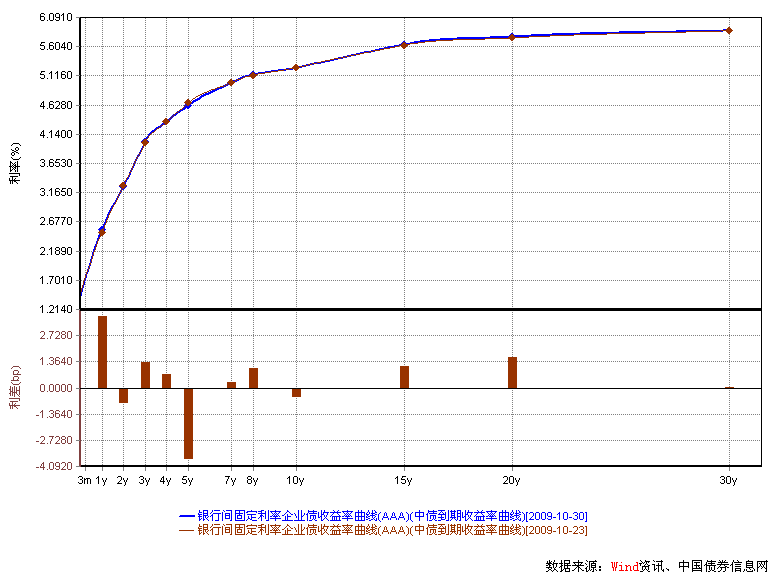 6.0910
5.6040
5.1160
4.6280
4.1400
3.6530
3.1650
2.6770
2.1890
1.7010
1.2140
利率(%)
2.7280
1.3640
0.0000
-1.3640
-2.7280
-4.0920
利差(bp)
3m 1y 2y 3y 4y 5y 7y 8y 10y 15y 20y 30y
银行间固定利率企业债收益率曲线(AAA)(中债到期收益率曲线)[2009-10-30]
银行间固定利率企业债收益率曲线(AAA)(中债到期收益率曲线)[2009-10-23]
数据来源：Wind资讯、中国债券信息网